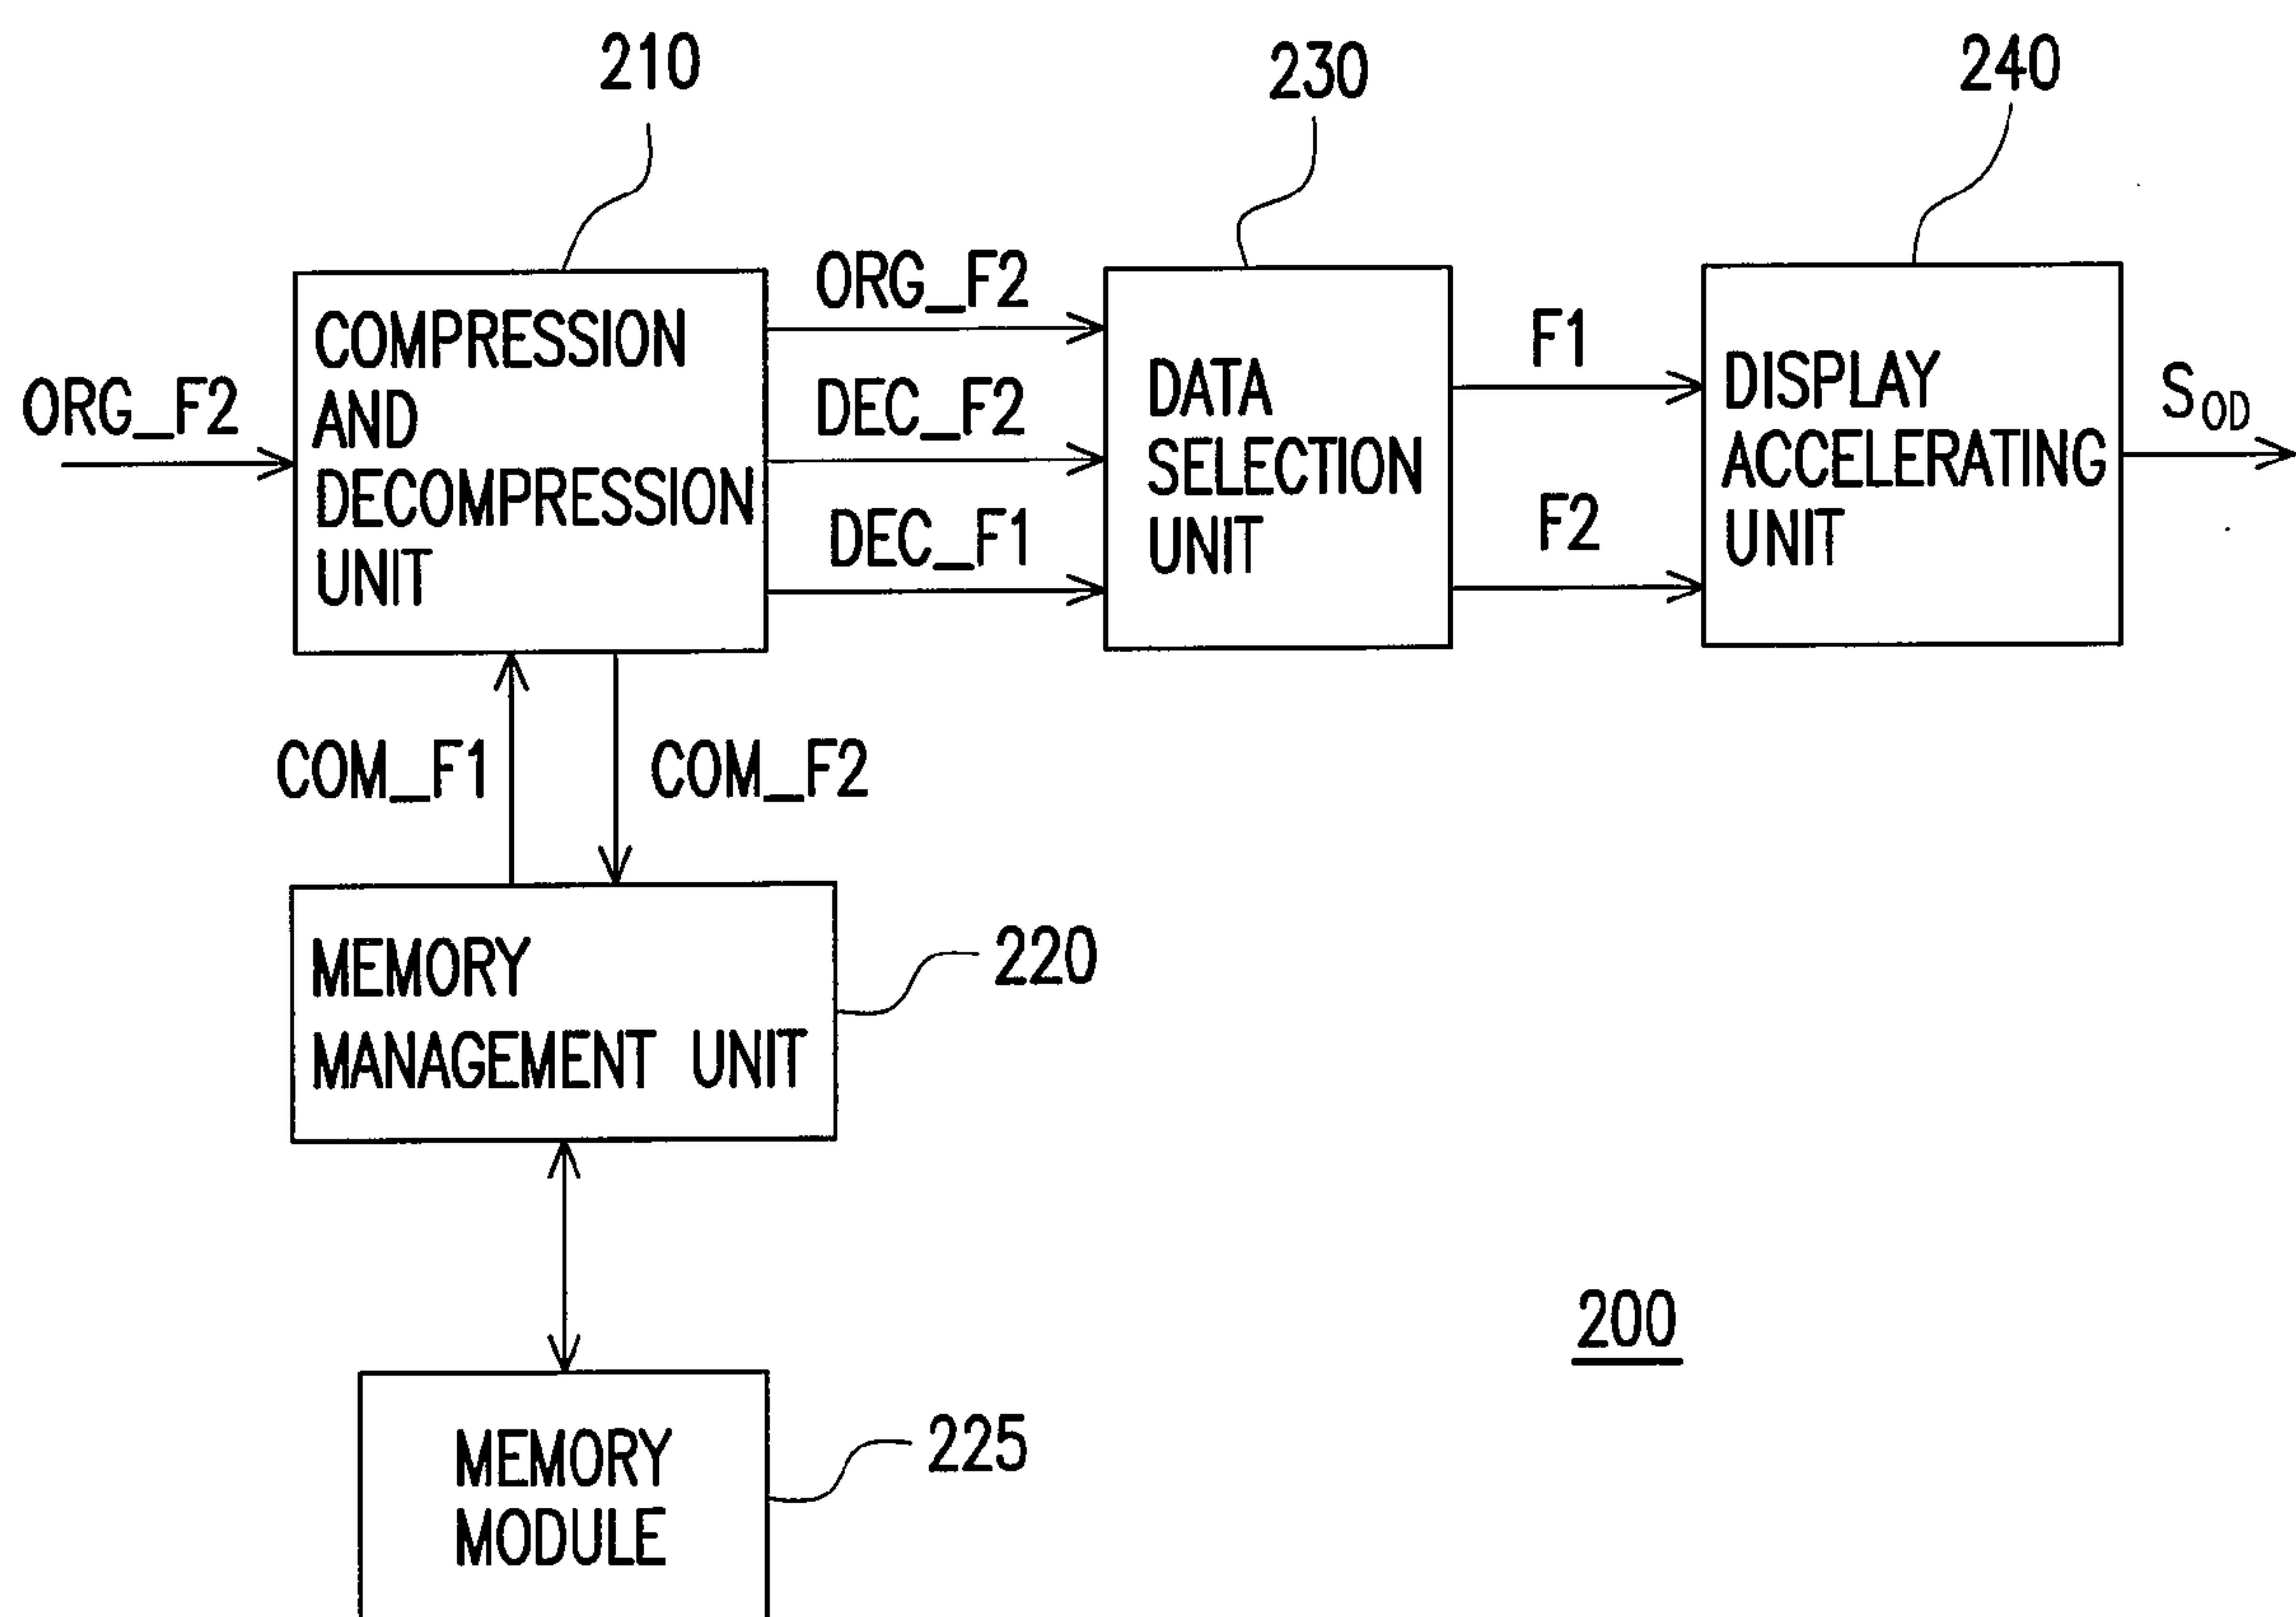 210
230
240
ORG_F2
COMPRESSION
AND
DECOMPRESSION
UNIT
ORG_F2
DEC_F2
DEC_F1
DATA
SELECTION
UNIT
F1
F2
DISPLAY
ACCELERATING
UNIT
SOD
COM_F1
COM_F2
MEMORY
MANAGEMENT UNIT
220
200
MEMORY
MODULE
225